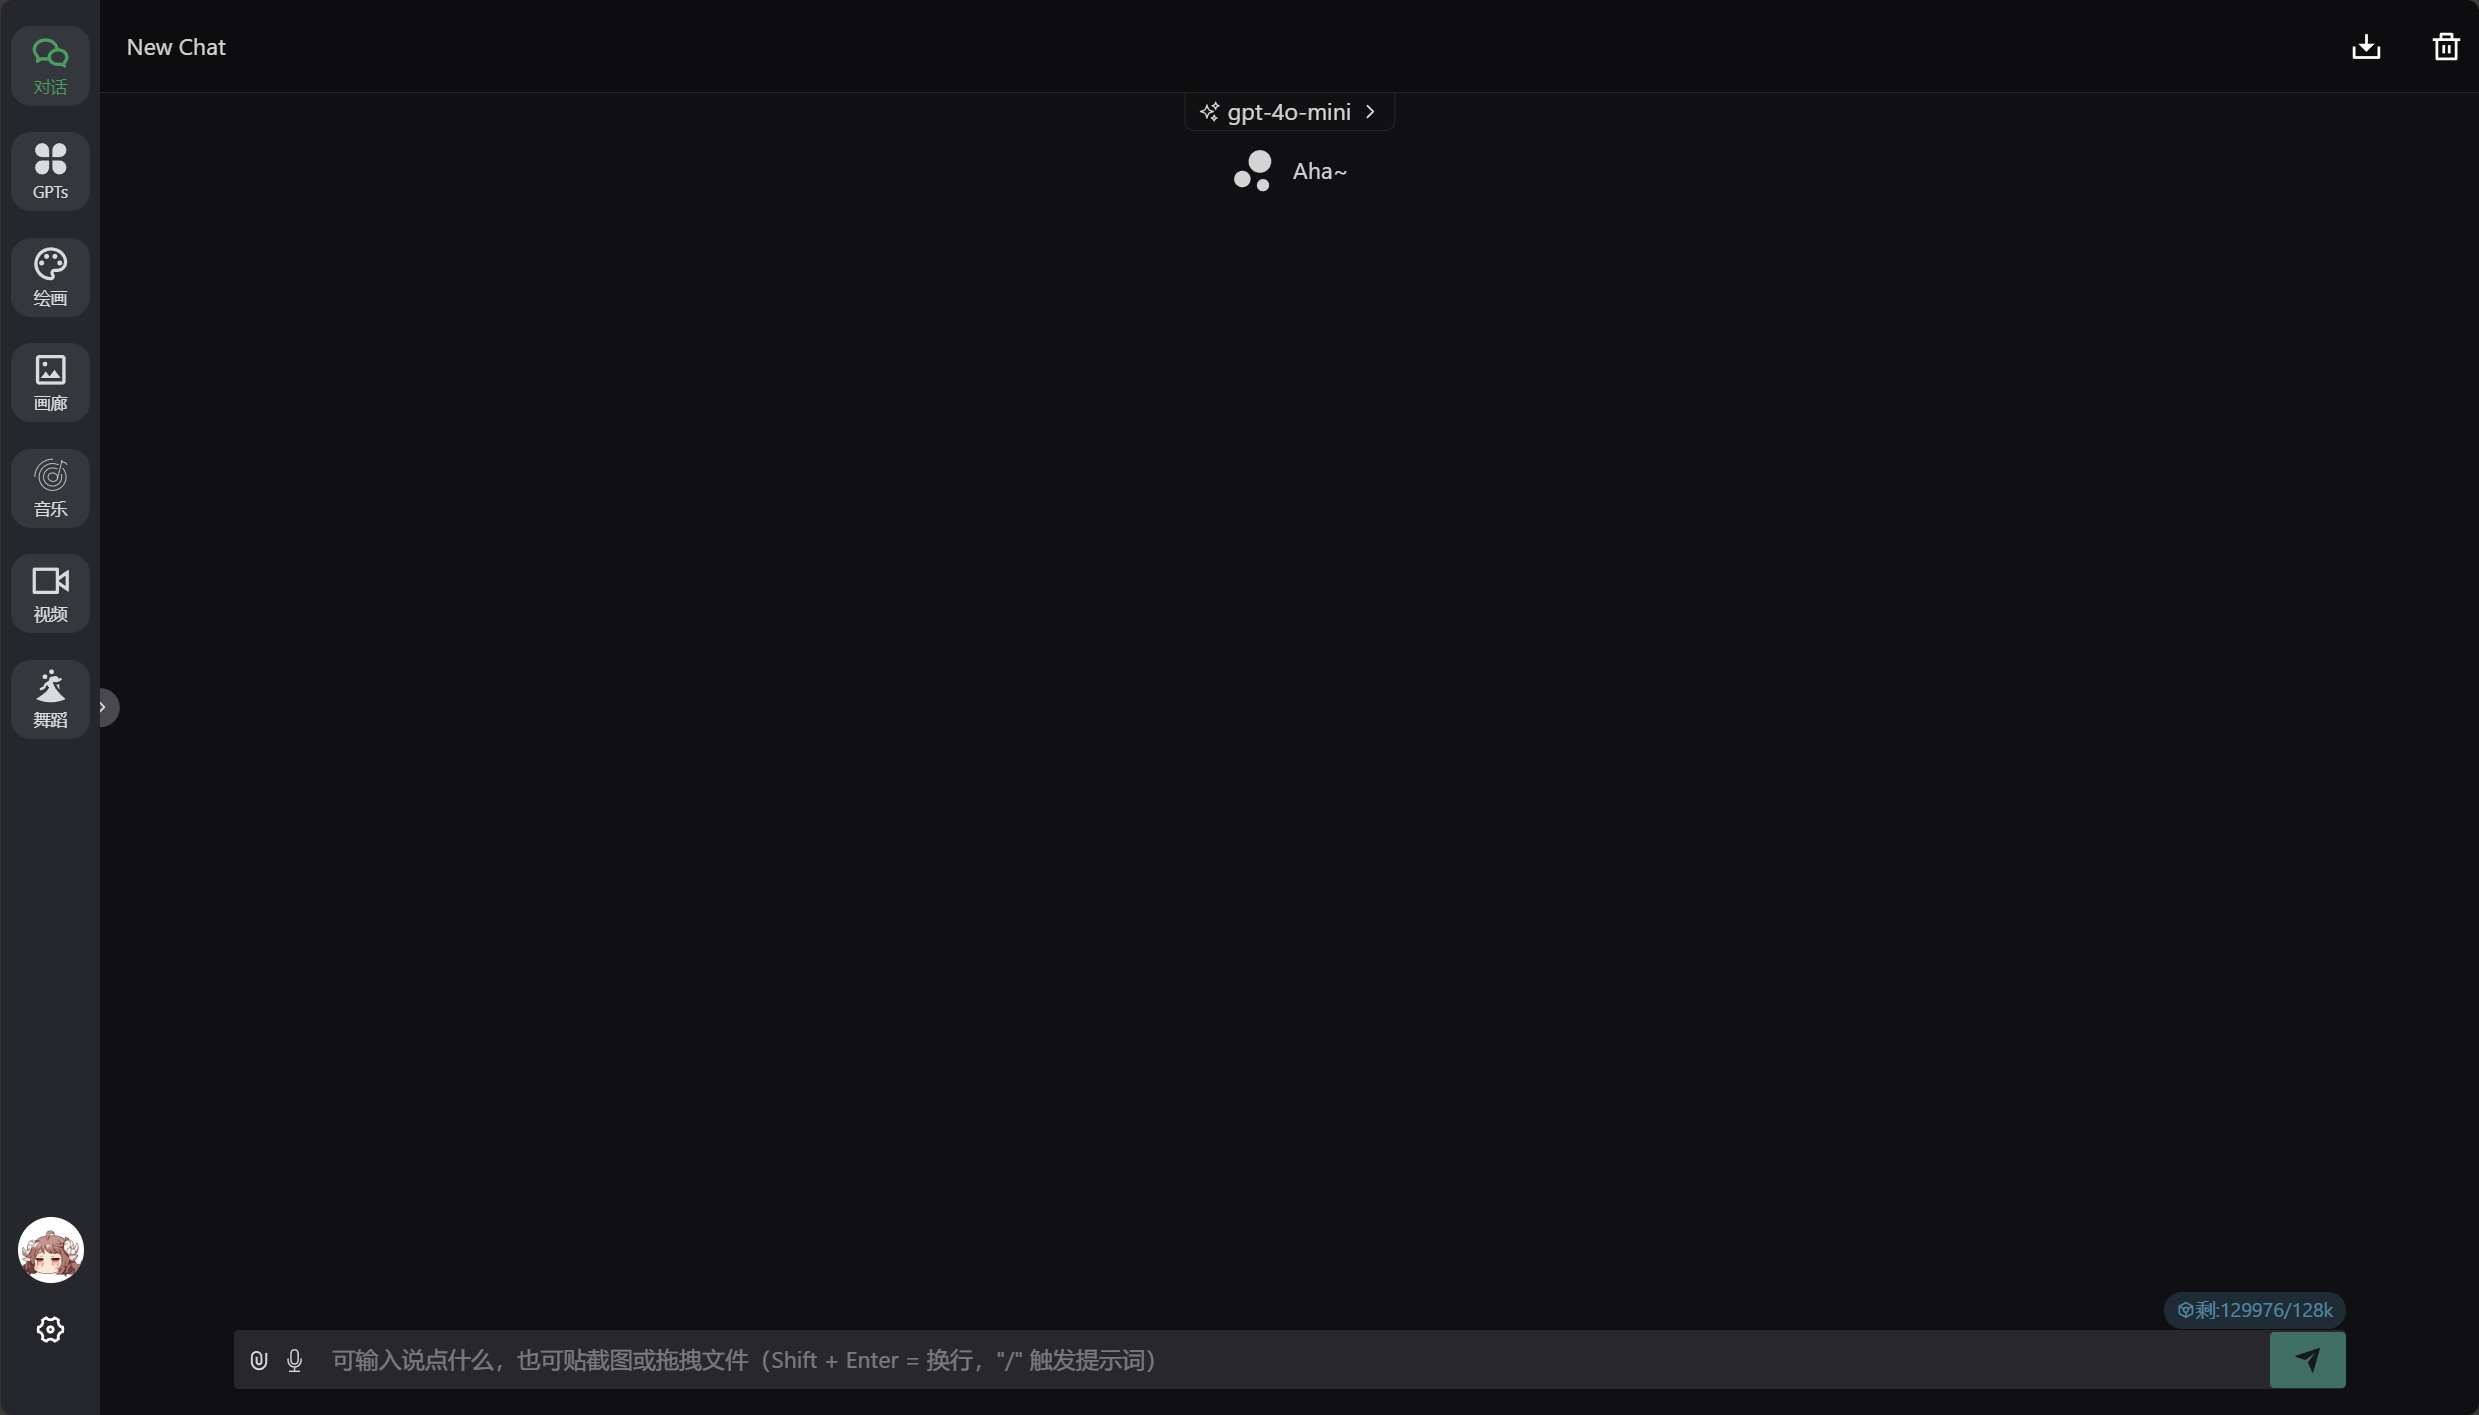 New Chat
gpt-4o-mini
Aha~
对话
GPTs
绘画
画廊
音乐
视频
舞蹈
剩:129976/128k
可输入说点什么，也可贴截图或拖拽文件（Shift + Enter = 换行，"/" 触发提示词）